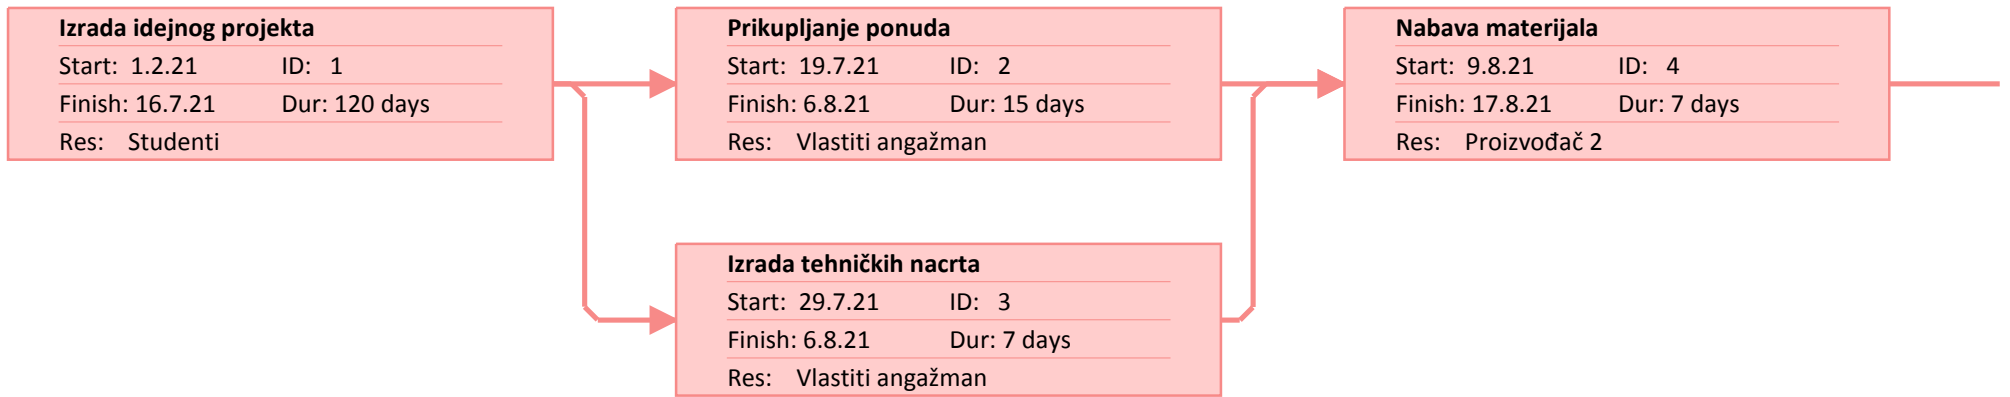 Izrada idejnog projekta
Start: 1.2.21 ID: 1
Finish: 16.7.21 Dur: 120 days
Res: Studenti
Prikupljanje ponuda
Start: 19.7.21 ID: 2
Finish: 6.8.21 Dur: 15 days
Res: Vlastiti angažman
Nabava materijala
Start: 9.8.21 ID: 4
Finish: 17.8.21 Dur: 7 days
Res: Proizvođač 2
Izrada tehničkih nacrta
Start: 29.7.21 ID: 3
Finish: 6.8.21 Dur: 7 days
Res: Vlastiti angažman